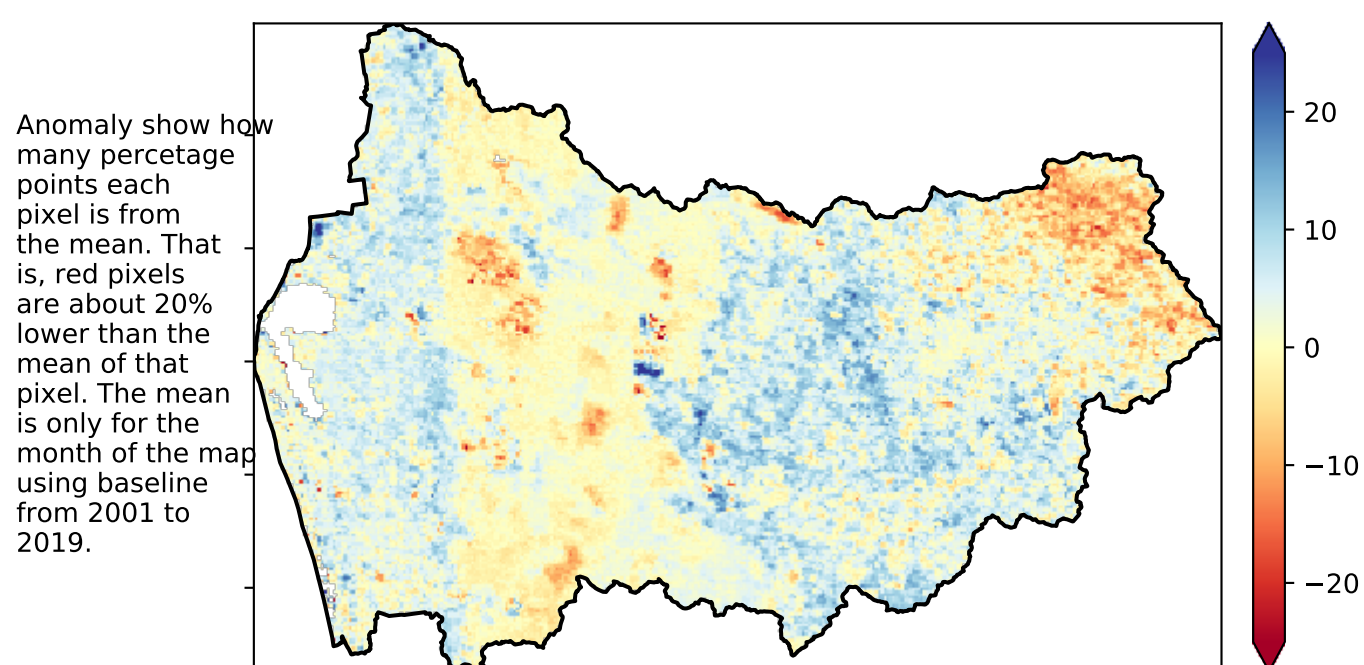 Anomaly show how
many percetage
points each
pixel is from
the mean. That
is, red pixels
are about 20%
lower than the
mean of that
pixel. The mean
is only for the
month of the map
using baseline
from 2001 to
2019.
20
10
0
−10
−20